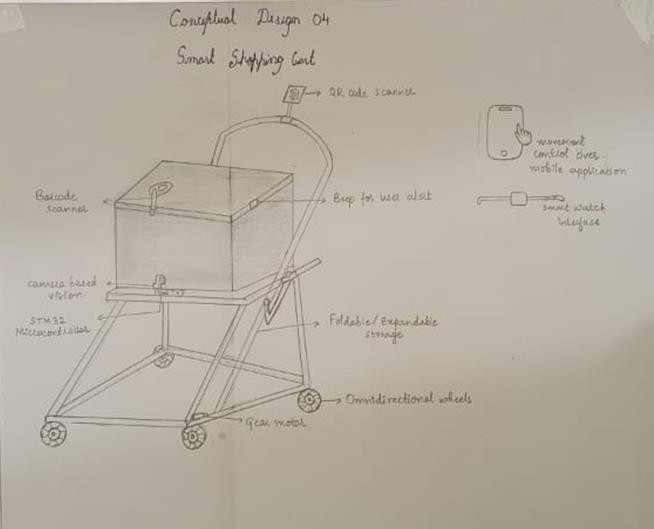 Conceptual Design 04
Smart Shopping Cart
QR code scanner
movement
control over
mobile application
Barcode
scanner
Beep for user alert
smart watch
interface
camera based
vision
STM32
Microcontroller
Foldable/Expandable
storage
Omnidirectional wheels
Gear motor